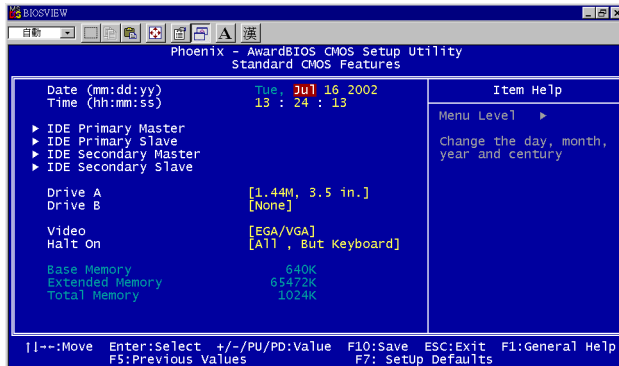 BIOSVIEW
自動
A 漢
Phoenix - AwardBIOS CMOS Setup Utility
Standard CMOS Features
Date (mm:dd:yy) Tue, Jul 16 2002
Time (hh:mm:ss) 13 : 24 : 13
▶ IDE Primary Master
▶ IDE Primary Slave
▶ IDE Secondary Master
▶ IDE Secondary Slave
Drive A [1.44M, 3.5 in.]
Drive B [None]
Video [EGA/VGA]
Halt On [All , But Keyboard]
Base Memory 640K
Extended Memory 65472K
Total Memory 1024K
Item Help
Menu Level ▶
Change the day, month,
year and century
↑↓→←:Move Enter:Select +/-/PU/PD:Value F10:Save ESC:Exit F1:General Help
F5:Previous Values F7: SetUp Defaults